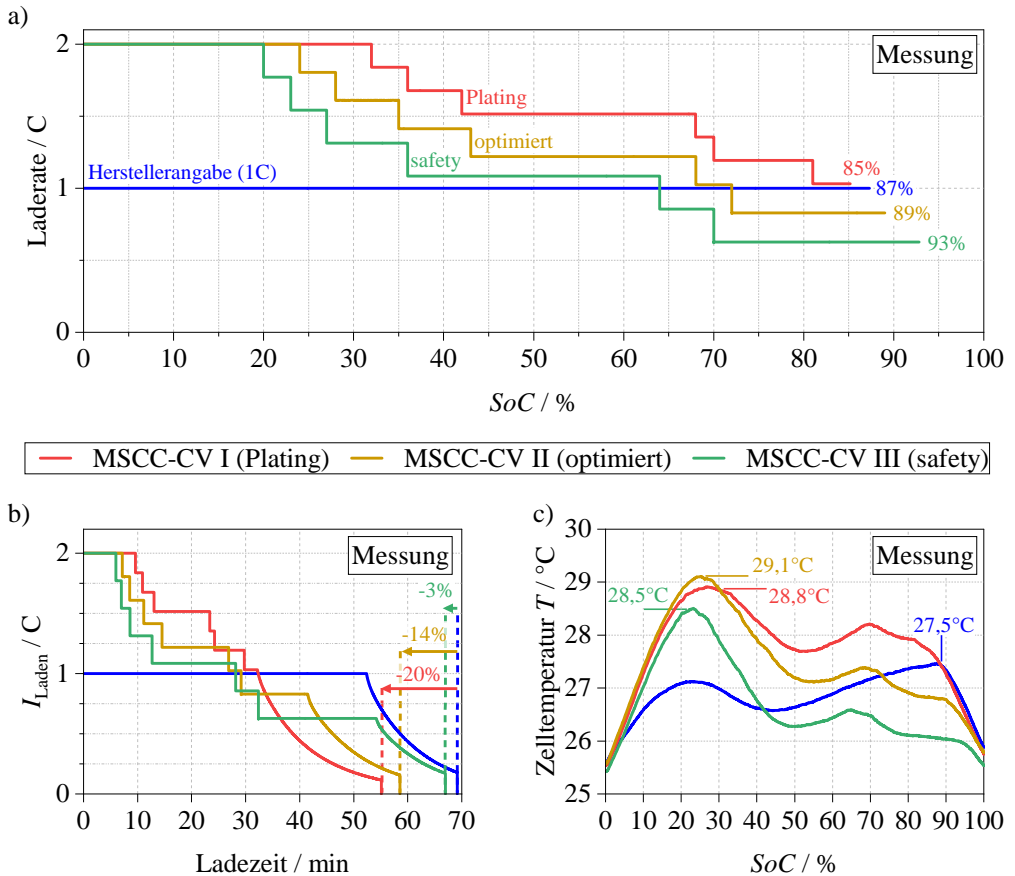 a)
Messung
Laderate / C
2
1
0
Plating
optimiert
safety
Herstellerangabe (1C)
85%
87%
89%
93%
0 10 20 30 40 50 60 70 80 90 100
SoC / %
MSCC-CV I (Plating) MSCC-CV II (optimiert) MSCC-CV III (safety)
b)
Messung
I_Laden / C
2
1
0
-3%
-14%
-20%
0 10 20 30 40 50 60 70
Ladezeit / min
c)
Messung
Zelltemperatur T / °C
30
29
28
27
26
25
29,1°C
28,5°C
28,8°C
27,5°C
0 10 20 30 40 50 60 70 80 90 100
SoC / %